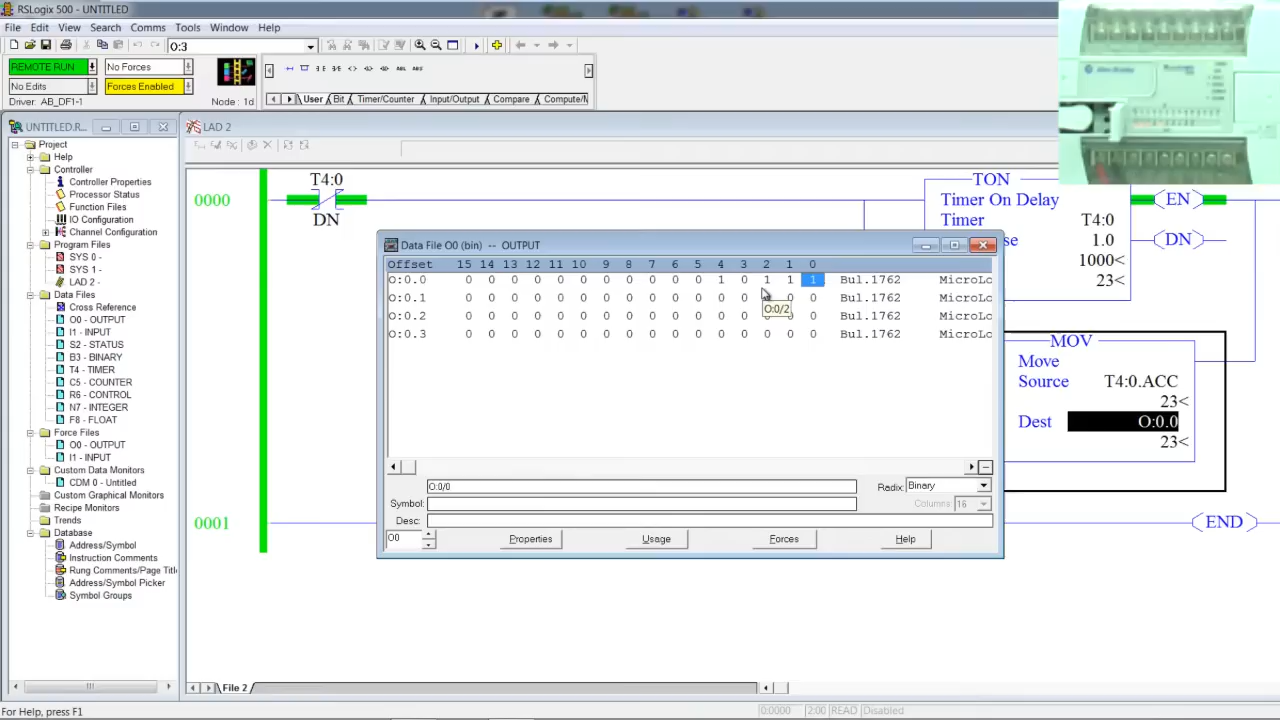 RSLogix 500 - UNTITLED
File Edit View Search Comms Tools Window Help
O:3
REMOTE RUN No Forces
No Edits Forces Enabled
Driver: AB_DF1-1 Node : 1d
User Bit Timer/Counter Input/Output Compare Compute/M
UNTITLED.R...
LAD 2
Project
Help
Controller
Controller Properties
Processor Status
Function Files
IO Configuration
Channel Configuration
Program Files
SYS 0 -
SYS 1 -
LAD 2 -
Data Files
Cross Reference
O0 - OUTPUT
I1 - INPUT
S2 - STATUS
B3 - BINARY
T4 - TIMER
C5 - COUNTER
R6 - CONTROL
N7 - INTEGER
F8 - FLOAT
Force Files
O0 - OUTPUT
I1 - INPUT
Custom Data Monitors
CDM 0 - Untitled
Custom Graphical Monitors
Recipe Monitors
Trends
Database
Address/Symbol
Instruction Comments
Rung Comments/Page Title
Address/Symbol Picker
Symbol Groups
0000
T4:0
DN
TON
Timer On Delay
Timer T4:0
se 1.0
1000<
23<
EN
DN
MOV
Move
Source T4:0.ACC
23<
Dest O:0.0
23<
0001
END
Data File O0 (bin) -- OUTPUT
Offset 15 14 13 12 11 10 9 8 7 6 5 4 3 2 1 0
O:0.0 0 0 0 0 0 0 0 0 0 0 0 1 0 1 1 1 Bul.1762 MicroLo
O:0.1 0 0 0 0 0 0 0 0 0 0 0 0 0 0 0 Bul.1762 MicroLo
O:0.2 0 0 0 0 0 0 0 0 0 0 0 0 0 0 0 0 Bul.1762 MicroLo
O:0.3 0 0 0 0 0 0 0 0 0 0 0 0 0 0 0 0 Bul.1762 MicroLo
O:0/2
O:0/0
Radix: Binary
Symbol:
Columns: 16
Desc:
O0 Properties Usage Forces Help
File 2
For Help, press F1
0:0000 2:00 READ Disabled